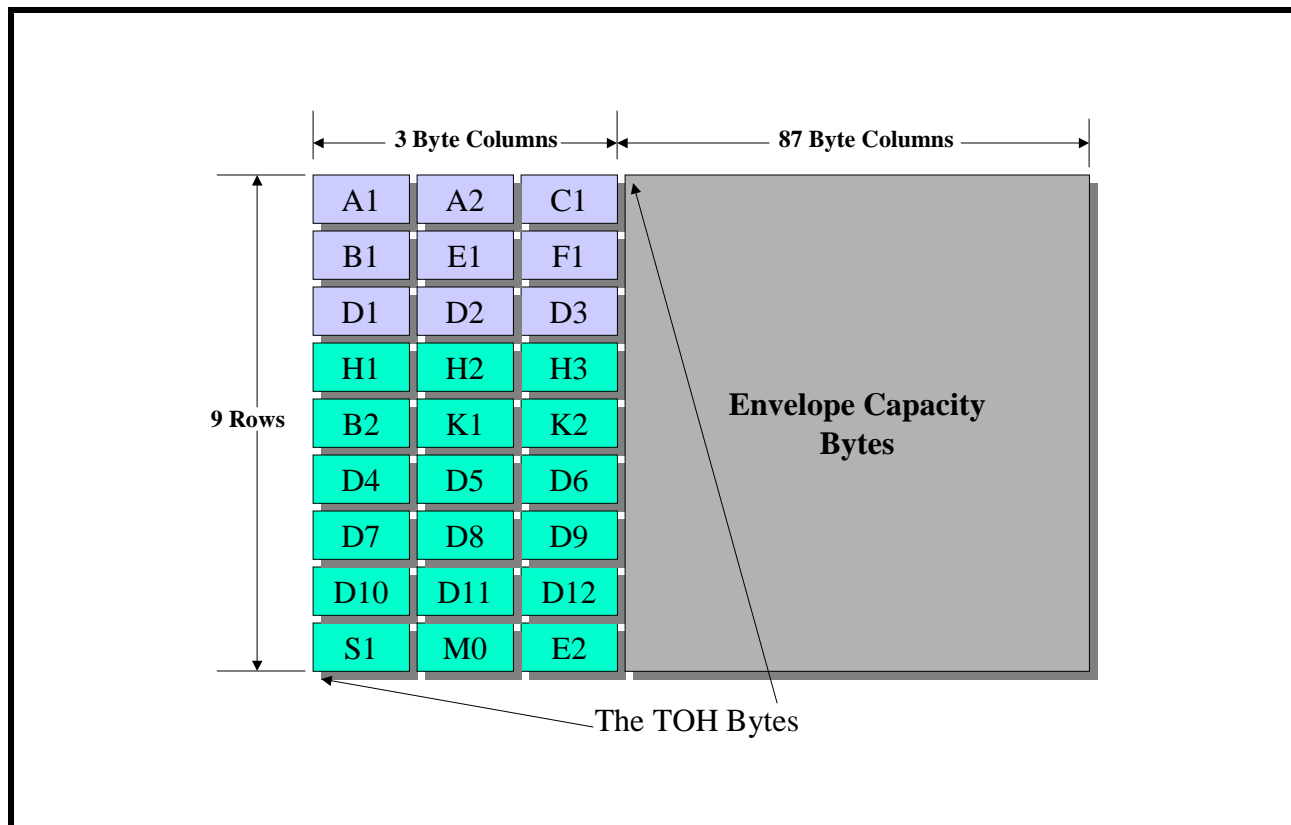 3 Byte Columns 87 Byte Columns
A1 A2 C1
B1 E1 F1
D1 D2 D3
H1 H2 H3
9 Rows
B2 K1 K2
Envelope Capacity
Bytes
D4 D5 D6
D7 D8 D9
D10 D11 D12
S1 M0 E2
The TOH Bytes